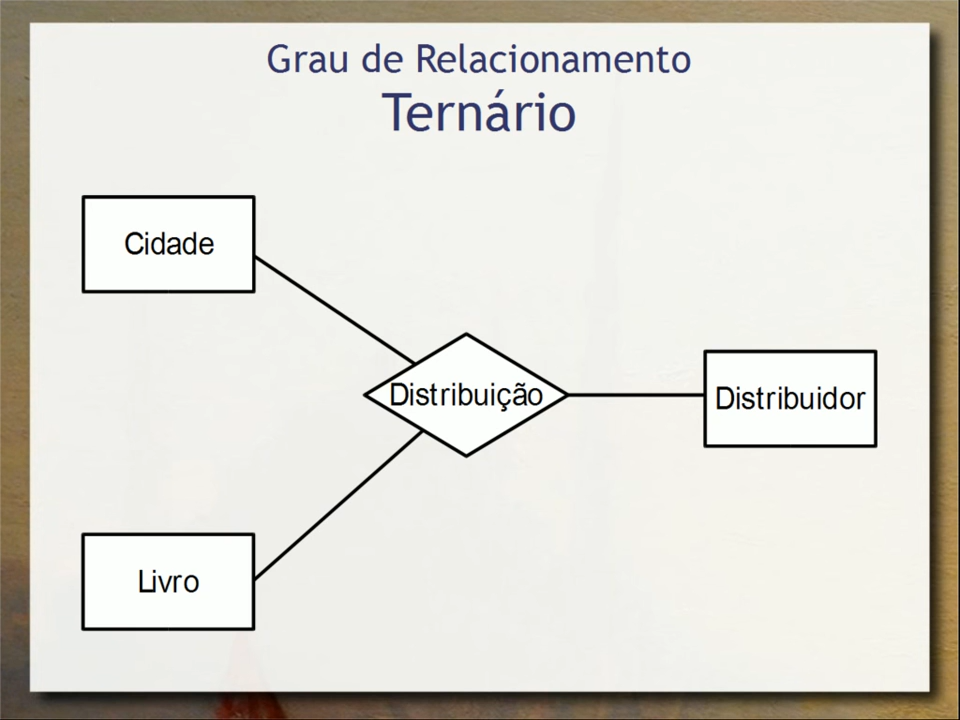 Grau de Relacionamento
Ternário
Cidade
Distribuição
Distribuidor
Livro